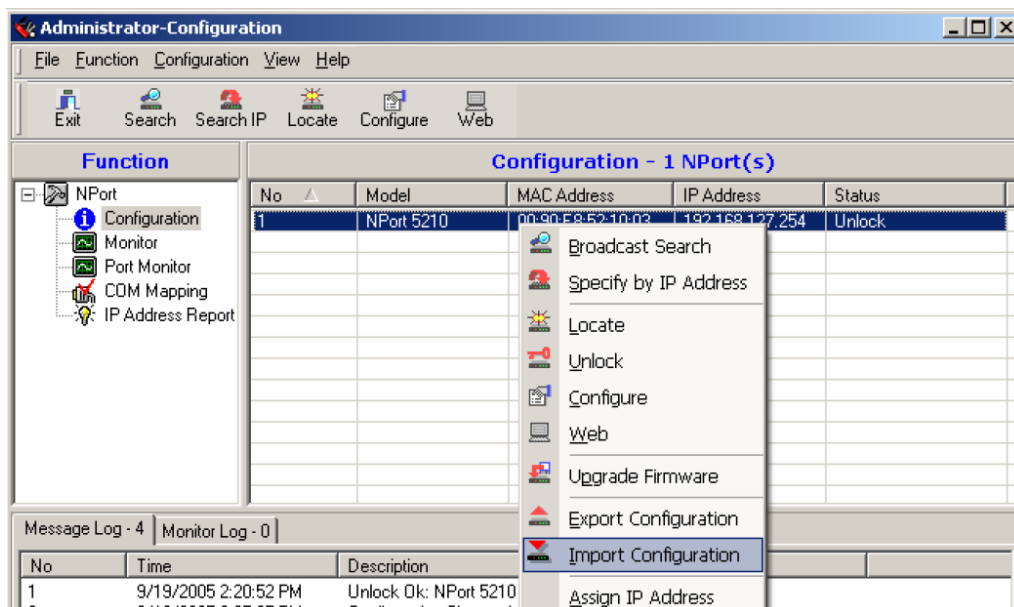 Administrator-Configuration
File Function Configuration View Help
Exit Search Search IP Locate Configure Web
Function
Configuration - 1 NPort(s)
NPort
Configuration
Monitor
Port Monitor
COM Mapping
IP Address Report
No Model MAC Address IP Address Status
1 NPort 5210 00:90:E8:52:10:03 192.168.127.254 Unlock
Broadcast Search
Specify by IP Address
Locate
Unlock
Configure
Web
Upgrade Firmware
Export Configuration
Import Configuration
Assign IP Address
Message Log - 4 Monitor Log - 0
No Time Description
1 9/19/2005 2:20:52 PM Unlock Ok: NPort 5210